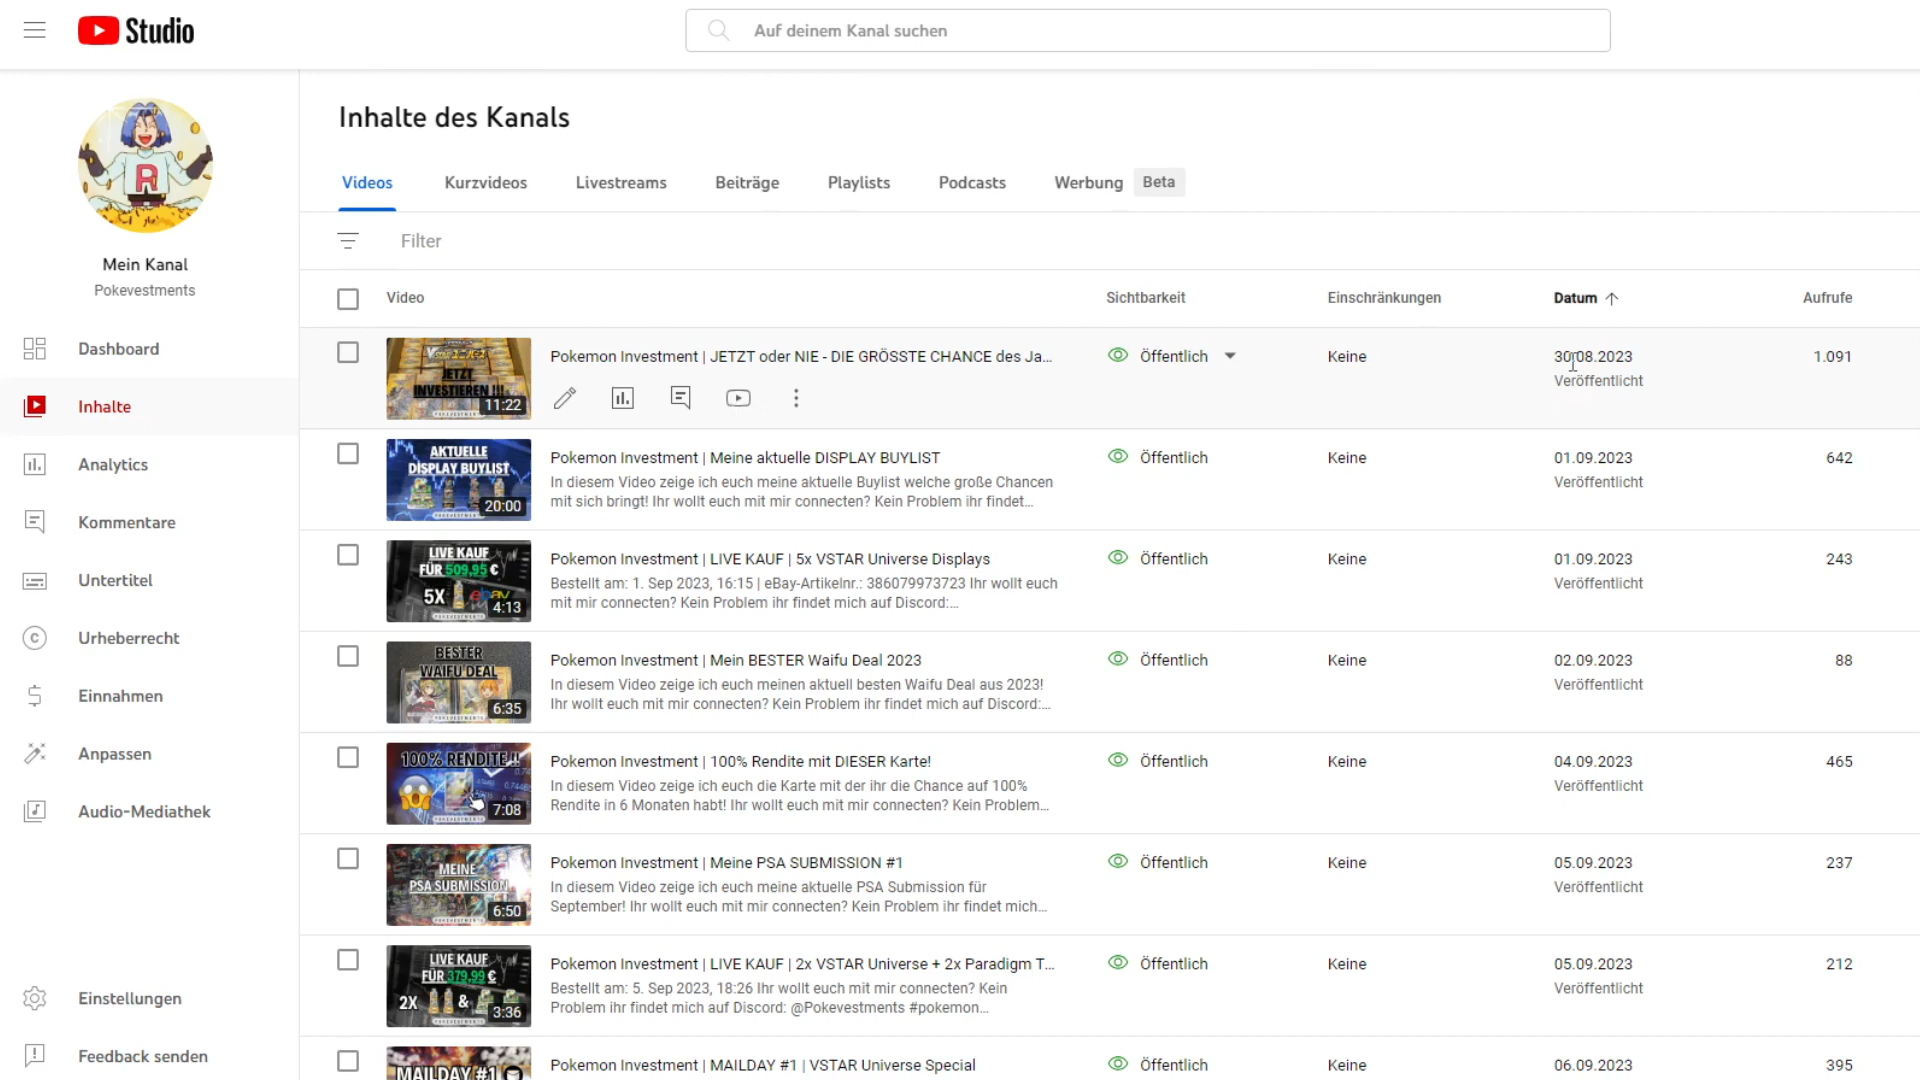 Studio
Auf deinem Kanal suchen
Mein Kanal
Pokevestments
Dashboard
Inhalte
Analytics
Kommentare
Untertitel
Urheberrecht
Einnahmen
Anpassen
Audio-Mediathek
Einstellungen
Feedback senden
Inhalte des Kanals
Videos Kurzvideos Livestreams Beiträge Playlists Podcasts Werbung Beta
Filter
Video Sichtbarkeit Einschränkungen Datum Aufrufe
JETZT
INVESTIEREN !!!
11:22
Pokemon Investment | JETZT oder NIE - DIE GRÖSSTE CHANCE des Ja...
Öffentlich Keine 30.08.2023 1.091
Veröffentlicht
AKTUELLE
DISPLAY BUYLIST
20:00
Pokemon Investment | Meine aktuelle DISPLAY BUYLIST
In diesem Video zeige ich euch meine aktuelle Buylist welche große Chancen
mit sich bringt! Ihr wollt euch mit mir connecten? Kein Problem ihr findet...
Öffentlich Keine 01.09.2023 642
Veröffentlicht
LIVE KAUF
FÜR 509,95 €
5X ebay
4:13
Pokemon Investment | LIVE KAUF | 5x VSTAR Universe Displays
Bestellt am: 1. Sep 2023, 16:15 | eBay-Artikelnr.: 386079973723 Ihr wollt euch
mit mir connecten? Kein Problem ihr findet mich auf Discord:...
Öffentlich Keine 01.09.2023 243
Veröffentlicht
BESTER
WAIFU DEAL
6:35
Pokemon Investment | Mein BESTER Waifu Deal 2023
In diesem Video zeige ich euch meinen aktuell besten Waifu Deal aus 2023!
Ihr wollt euch mit mir connecten? Kein Problem ihr findet mich auf Discord:...
Öffentlich Keine 02.09.2023 88
Veröffentlicht
100% RENDITE !!
7:08
Pokemon Investment | 100% Rendite mit DIESER Karte!
In diesem Video zeige ich euch die Karte mit der ihr die Chance auf 100%
Rendite in 6 Monaten habt! Ihr wollt euch mit mir connecten? Kein Problem...
Öffentlich Keine 04.09.2023 465
Veröffentlicht
MEINE
PSA SUBMISSION
6:50
Pokemon Investment | Meine PSA SUBMISSION #1
In diesem Video zeige ich euch meine aktuelle PSA Submission für
September! Ihr wollt euch mit mir connecten? Kein Problem ihr findet mich...
Öffentlich Keine 05.09.2023 237
Veröffentlicht
LIVE KAUF
FÜR 379,99 €
2X &
3:36
Pokemon Investment | LIVE KAUF | 2x VSTAR Universe + 2x Paradigm T...
Bestellt am: 5. Sep 2023, 18:26 Ihr wollt euch mit mir connecten? Kein
Problem ihr findet mich auf Discord: @Pokevestments #pokemon...
Öffentlich Keine 05.09.2023 212
Veröffentlicht
MAILDAY #1
Pokemon Investment | MAILDAY #1 | VSTAR Universe Special
Öffentlich Keine 06.09.2023 395